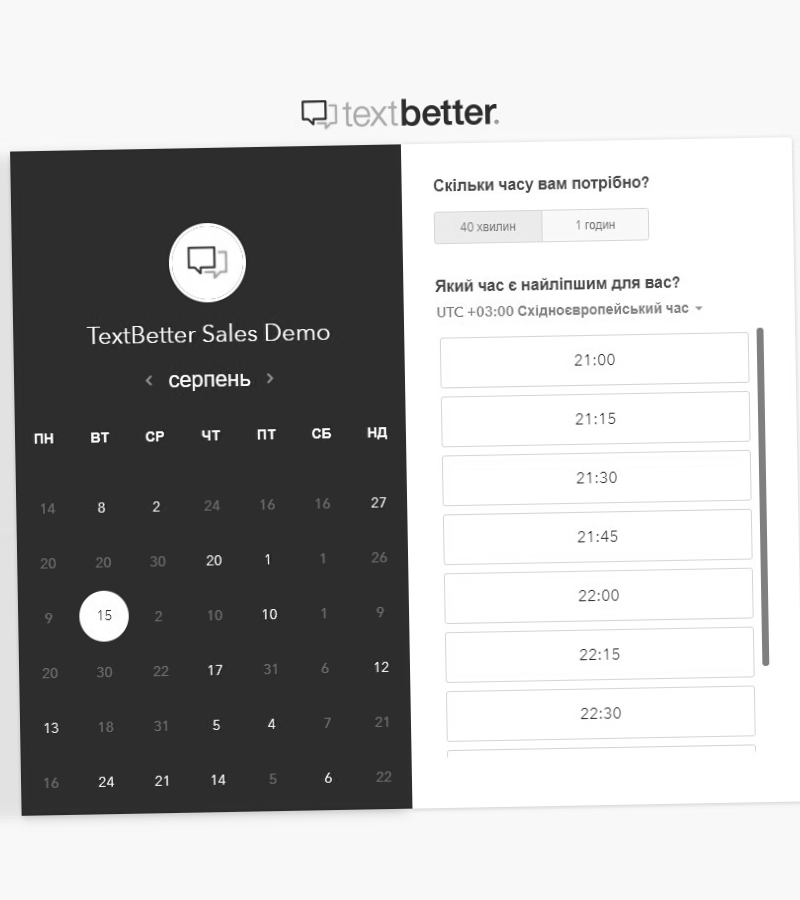 textbetter.
TextBetter Sales Demo
‹ серпень ›
ПН ВТ СР ЧТ ПТ СБ НД
14 8 2 24 16 16 27
20 20 30 20 1 1 26
9 15 2 10 10 1 9
20 30 22 17 31 6 12
13 18 31 5 4 7 21
16 24 21 14 5 6 22
Скільки часу вам потрібно?
40 хвилин 1 годин
Який час є найліпшим для вас?
UTC +03:00 Східноєвропейський час
21:00
21:15
21:30
21:45
22:00
22:15
22:30